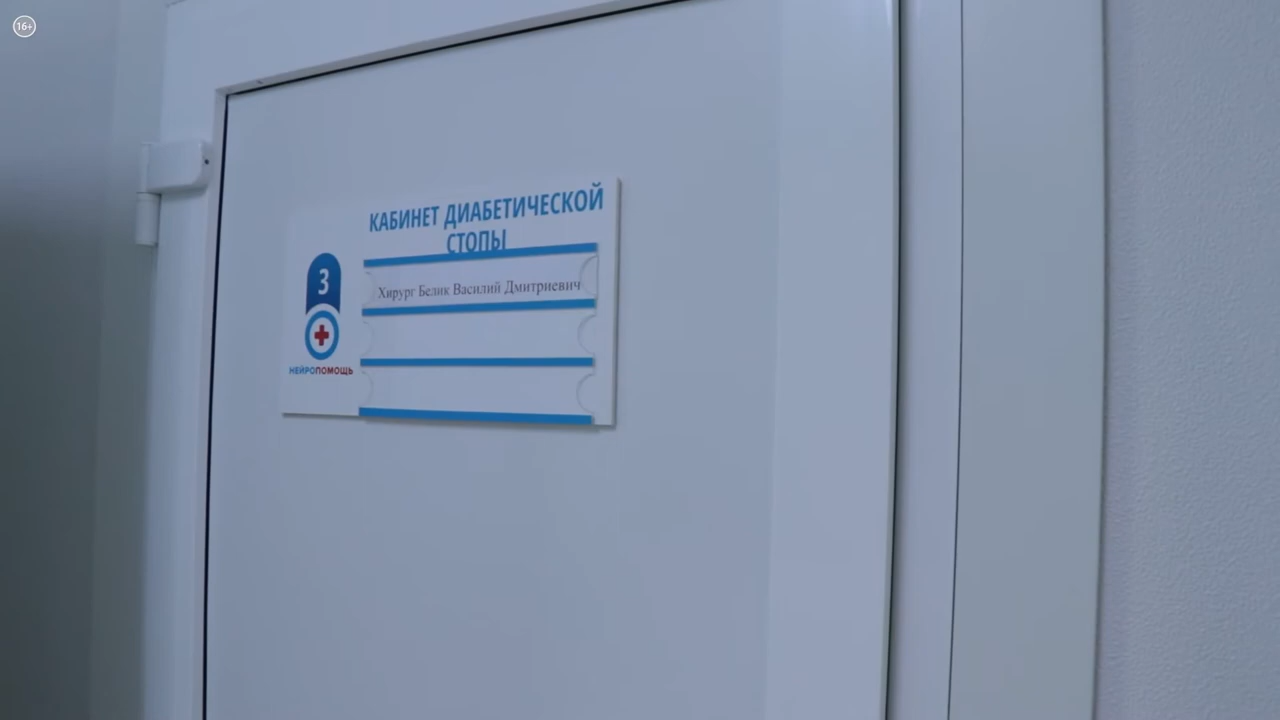 16+
КАБИНЕТ ДИАБЕТИЧЕСКОЙ
СТОПЫ
3
Хирург Белик Василий Дмитриевич
НЕЙРОПОМОЩЬ